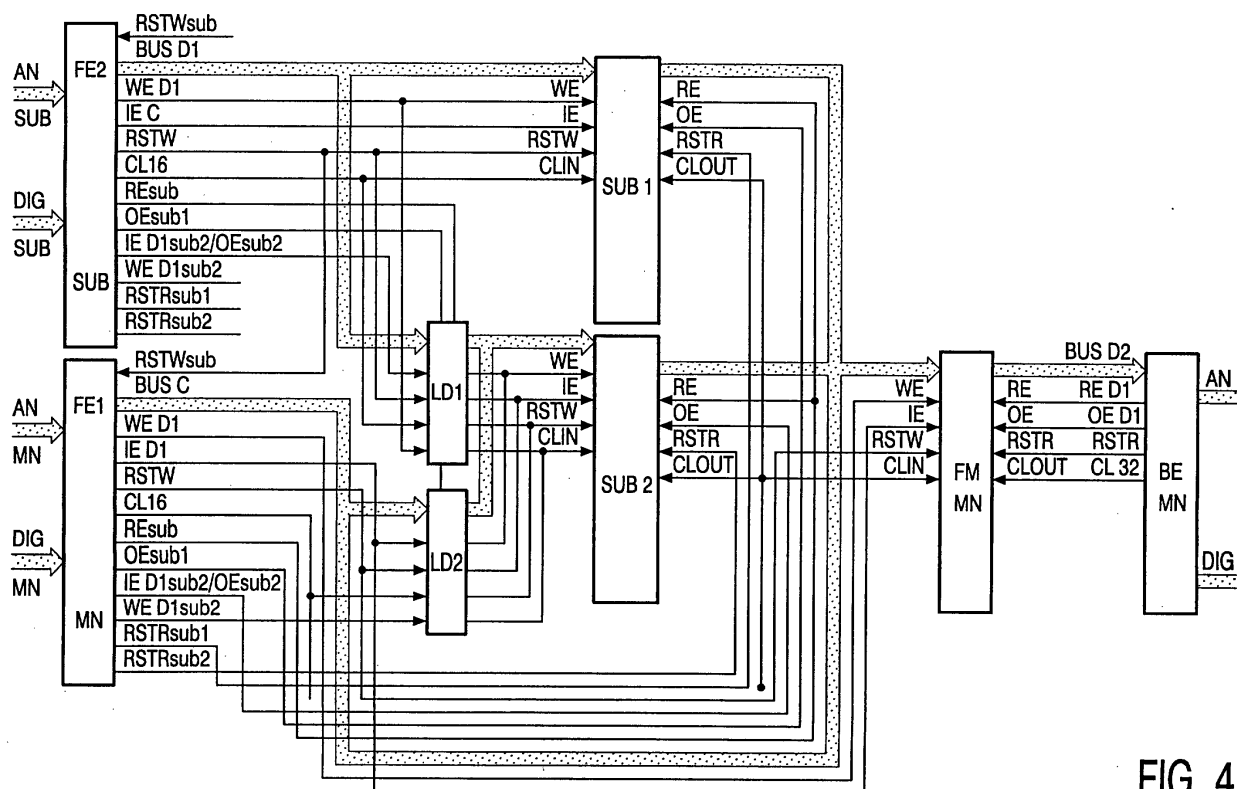 RSTWsub
BUS D1
AN
SUB
FE2
WE D1
IE C
RSTW
CL16
REsub
OEsub1
IE D1sub2/OEsub2
WE D1sub2
RSTRsub1
RSTRsub2
DIG
SUB
SUB
WE
IE
RSTW
CLIN
SUB 1
RE
OE
RSTR
CLOUT
RSTWsub
BUS C
AN
MN
FE1
WE D1
IE D1
RSTW
CL16
REsub
OEsub1
IE D1sub2/OEsub2
WE D1sub2
RSTRsub1
RSTRsub2
DIG
MN
MN
LD1
LD2
WE
IE
RSTW
CLIN
SUB 2
RE
OE
RSTR
CLOUT
WE
IE
RSTW
CLIN
FM
MN
BUS D2
RE
RE D1
OE
OE D1
RSTR
RSTR
CLOUT
CL 32
BE
MN
AN
DIG
FIG. 4